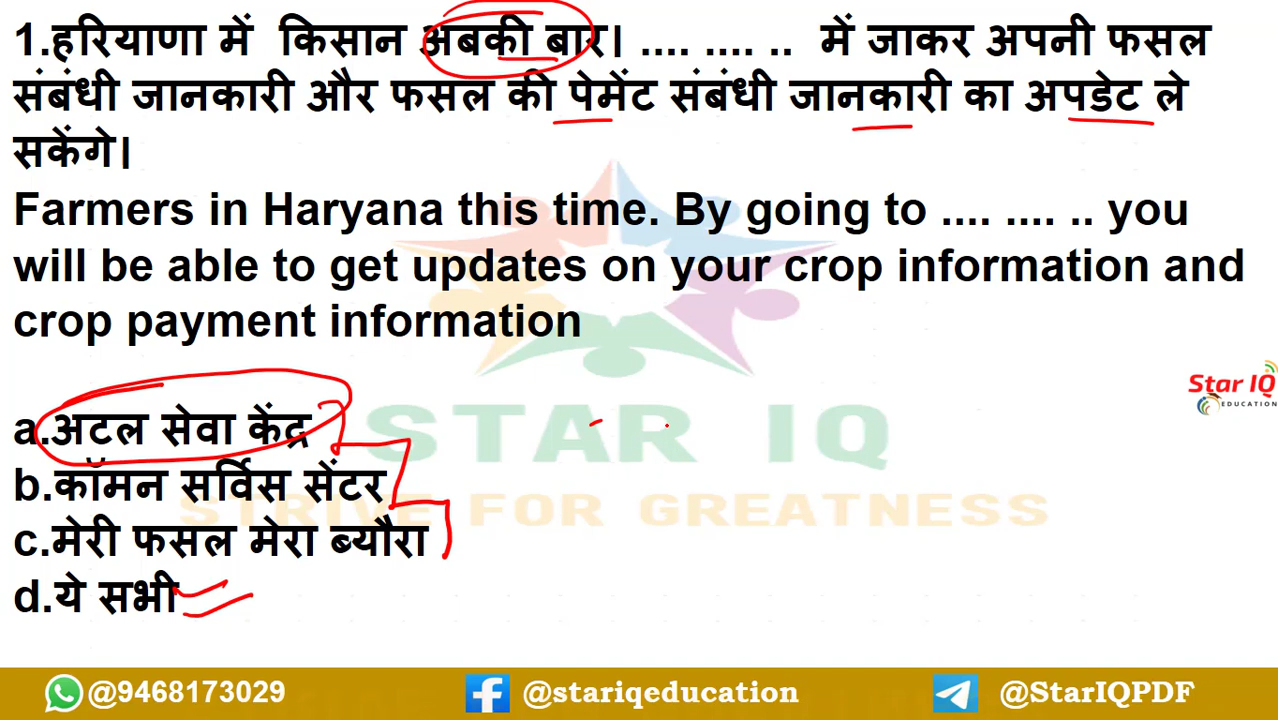 1.हरियाणा में किसान अबकी बार। .... .... .. में जाकर अपनी फसल
संबंधी जानकारी और फसल की पेमेंट संबंधी जानकारी का अपडेट ले
सकेंगे।
Farmers in Haryana this time. By going to .... .... .. you
will be able to get updates on your crop information and
crop payment information
a.अटल सेवा केंद्र
b.कॉमन सर्विस सेंटर
c.मेरी फसल मेरा ब्यौरा
d.ये सभी
STAR IQ
STRIVE FOR GREATNESS
Star IQ
EDUCATION
@9468173029 @stariqeducation @StarIQPDF